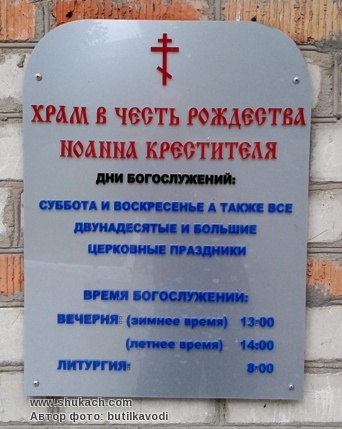 ХРАМ В ЧЕСТЬ РОЖДЕСТВА
ИОАННА КРЕСТИТЕЛЯ
ДНИ БОГОСЛУЖЕНИЙ:
СУББОТА И ВОСКРЕСЕНЬЕ А ТАКЖЕ ВСЕ
ДВУНАДЕСЯТЫЕ И БОЛЬШИЕ
ЦЕРКОВНЫЕ ПРАЗДНИКИ
ВРЕМЯ БОГОСЛУЖЕНИЙ:
ВЕЧЕРНЯ: (зимнее время) 13-00
(летнее время) 14:00
ЛИТУРГИЯ: 8-00
www.shukach.com
Автор фото: butilkavodi